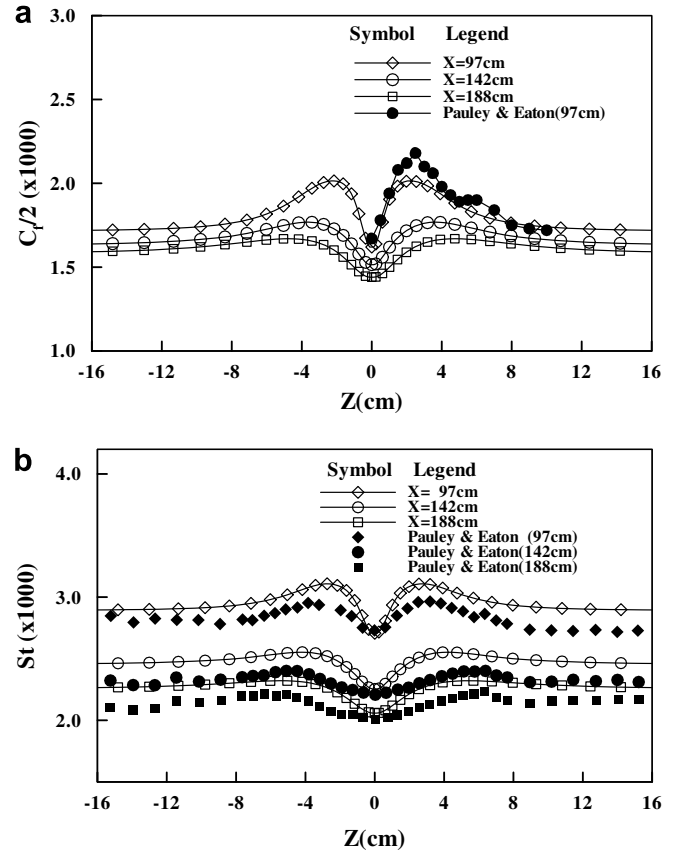 a
3.0
2.5
2.0
1.5
1.0
C_f/2 (x1000)
Symbol Legend
X=97cm
X=142cm
X=188cm
Pauley & Eaton(97cm)
-16 -12 -8 -4 0 4 8 12 16
Z(cm)
b
4.0
3.0
2.0
St (x1000)
Symbol Legend
X= 97cm
X=142cm
X=188cm
Pauley & Eaton (97cm)
Pauley & Eaton(142cm)
Pauley & Eaton(188cm)
-16 -12 -8 -4 0 4 8 12 16
Z(cm)